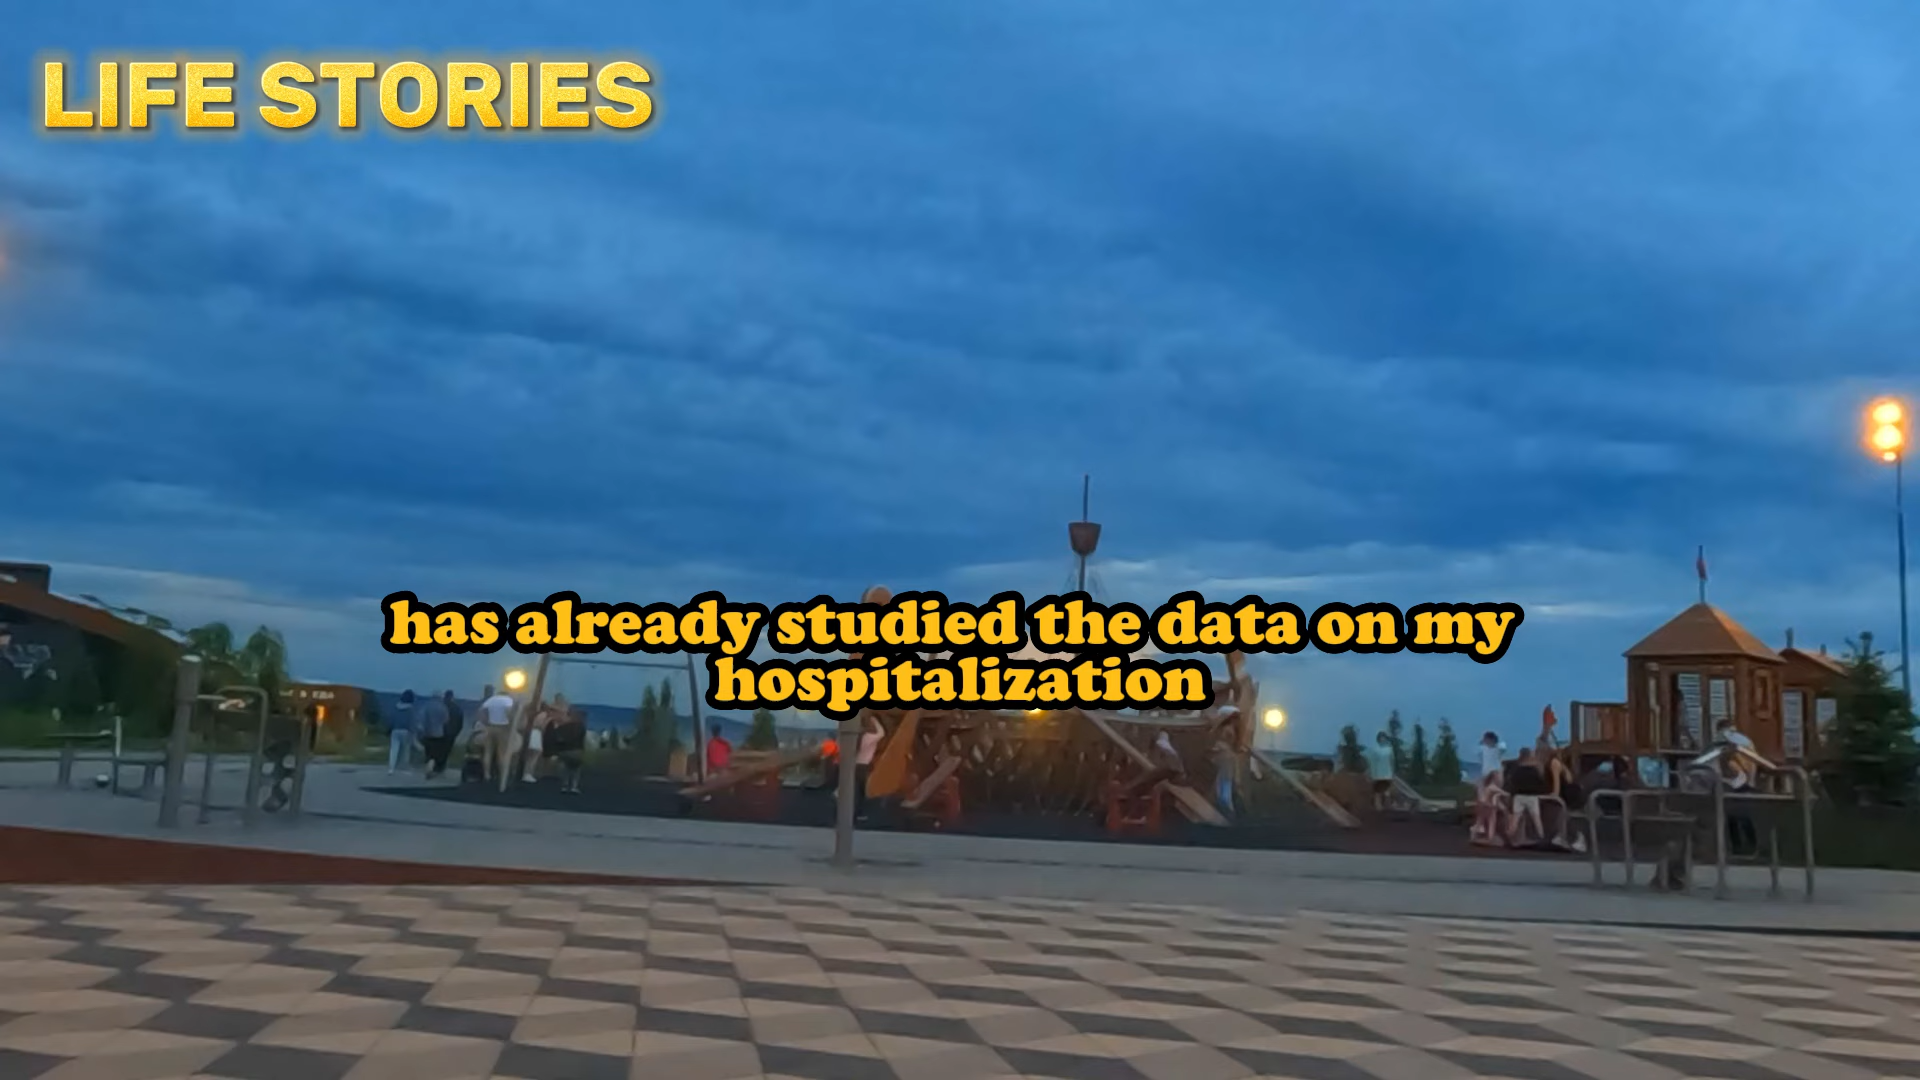 LIFE STORIES
has already studied the data on my
hospitalization